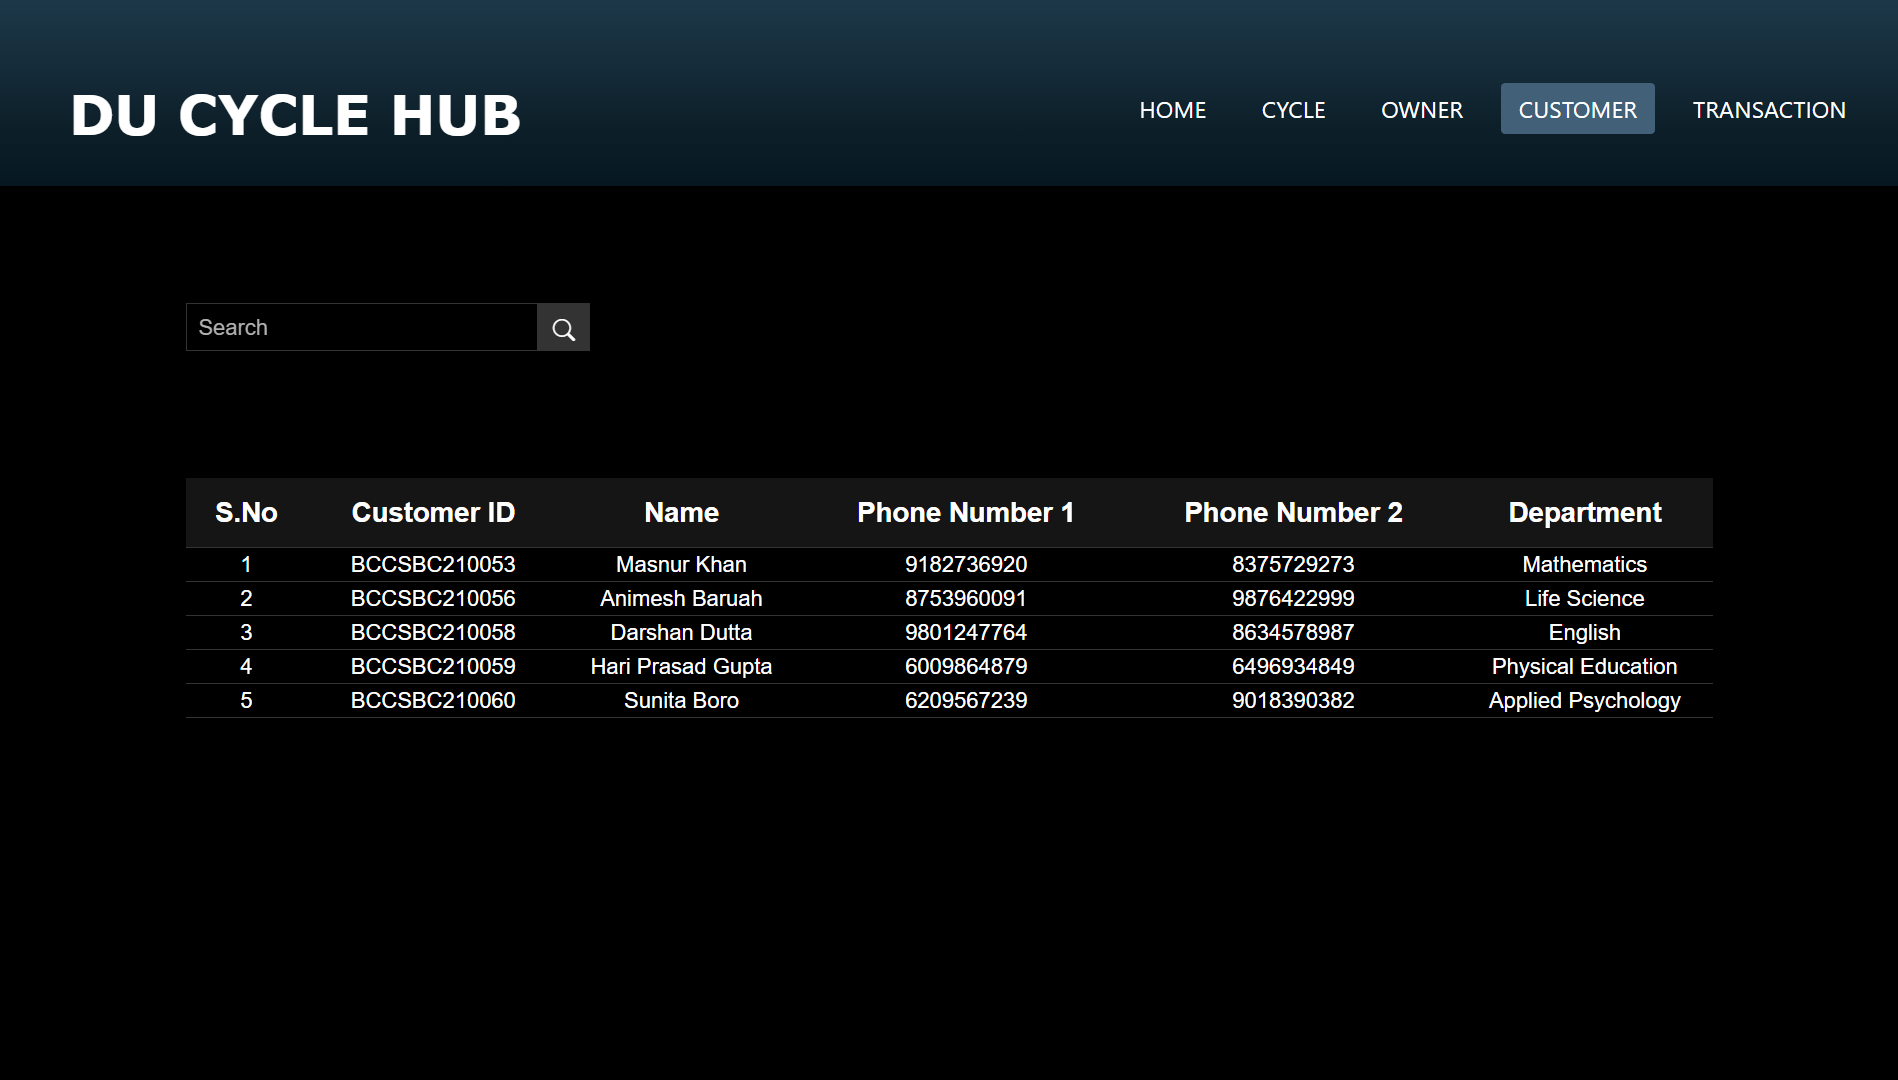 DU CYCLE HUB
HOME CYCLE OWNER CUSTOMER TRANSACTION
Search
S.No Customer ID Name Phone Number 1 Phone Number 2 Department
1 BCCSBC210053 Masnur Khan 9182736920 8375729273 Mathematics
2 BCCSBC210056 Animesh Baruah 8753960091 9876422999 Life Science
3 BCCSBC210058 Darshan Dutta 9801247764 8634578987 English
4 BCCSBC210059 Hari Prasad Gupta 6009864879 6496934849 Physical Education
5 BCCSBC210060 Sunita Boro 6209567239 9018390382 Applied Psychology